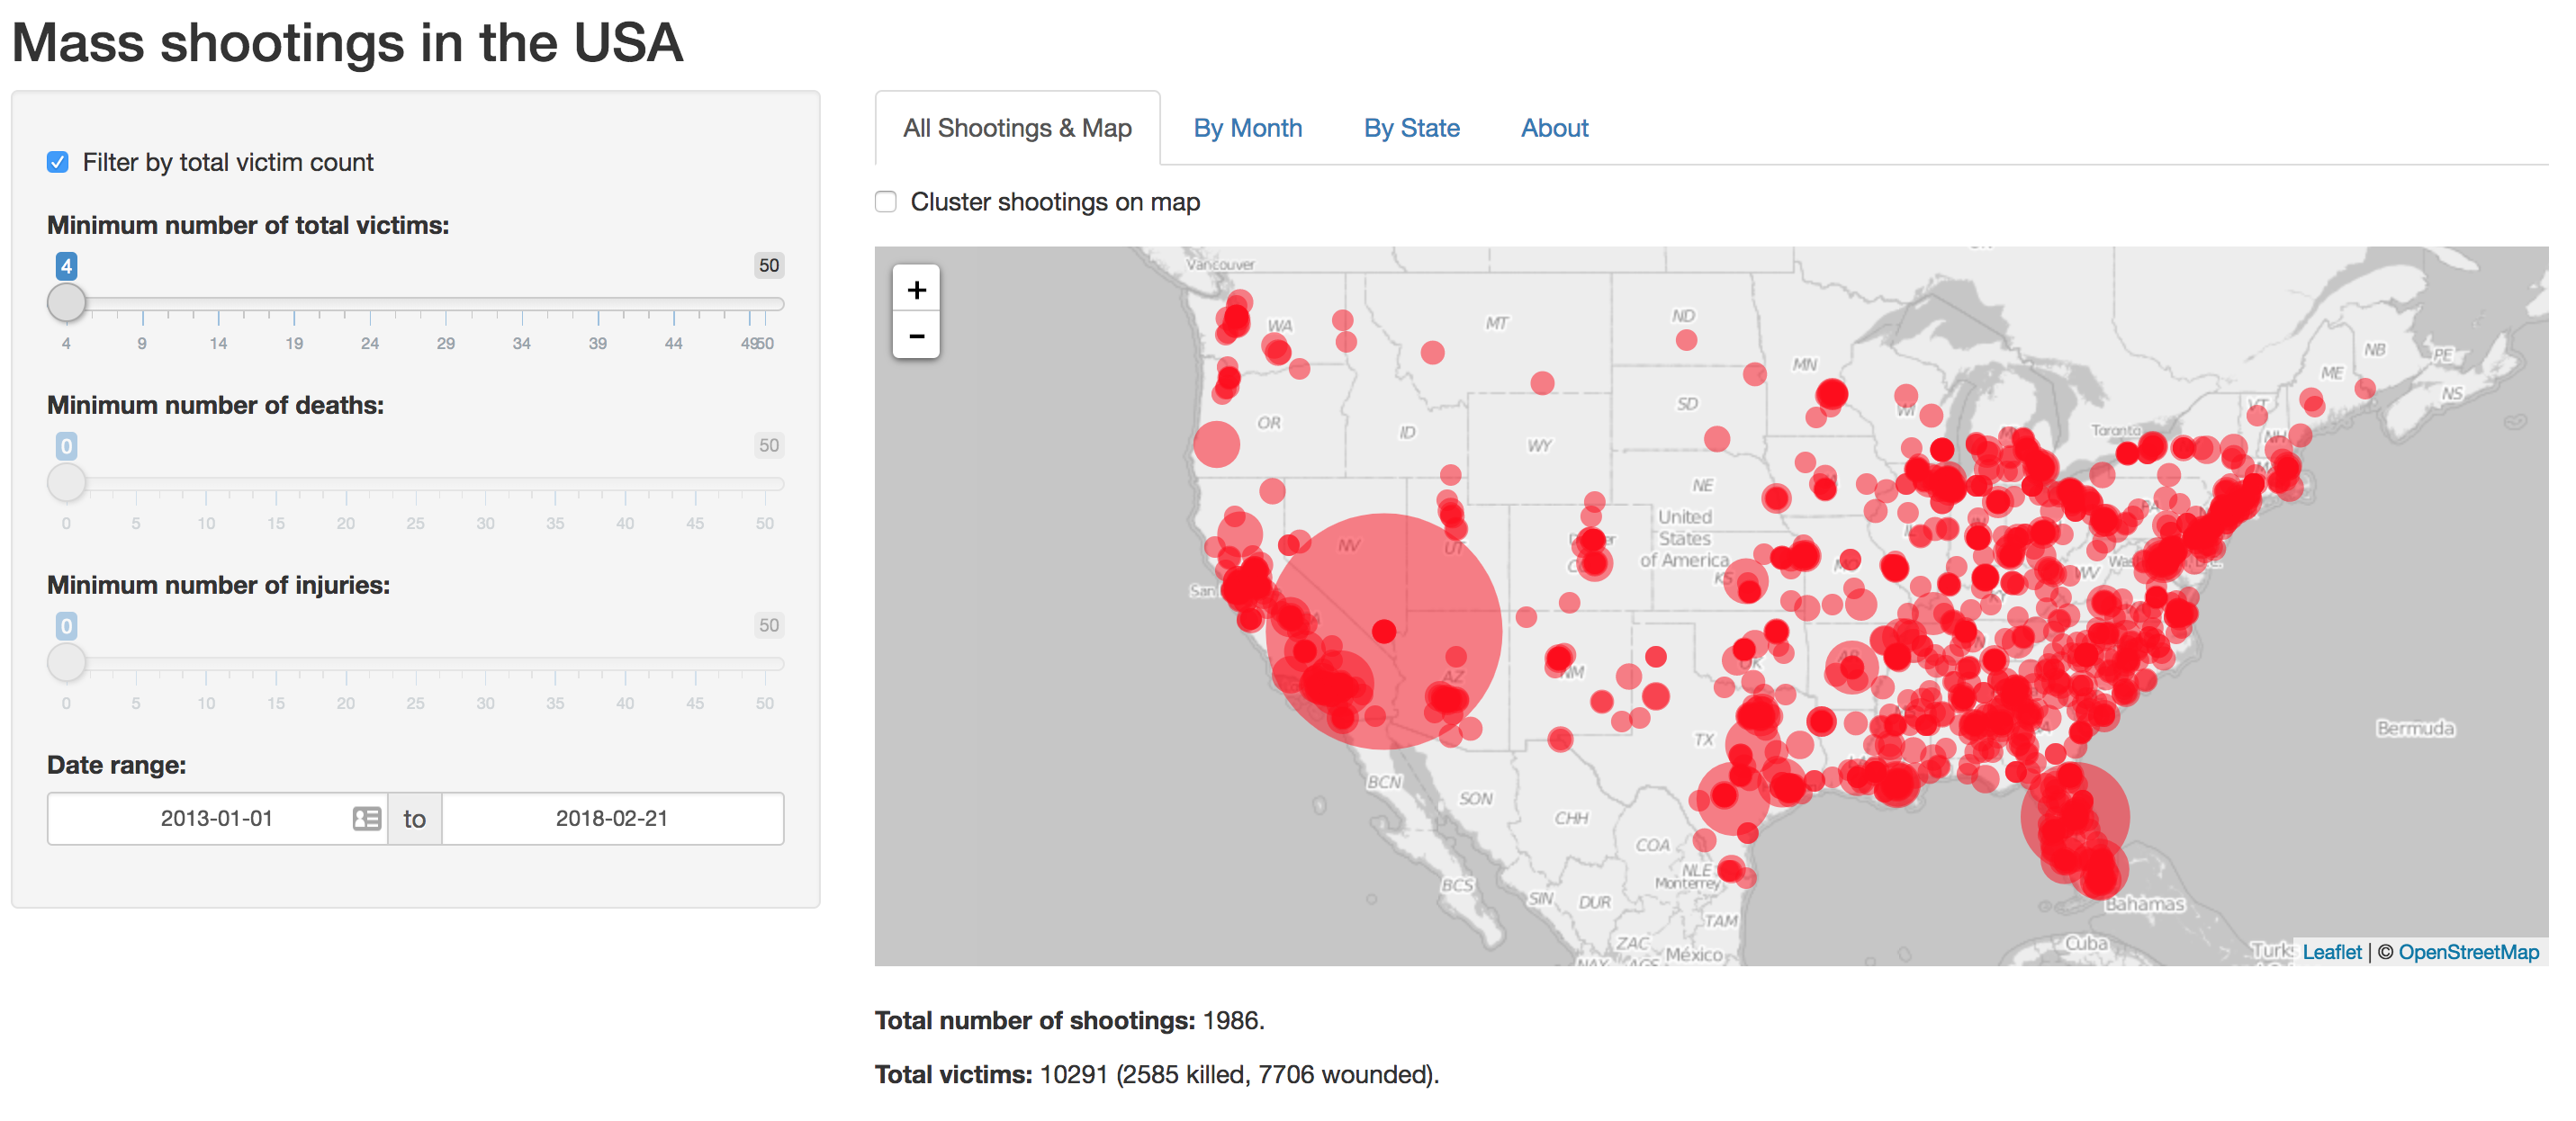 Mass shootings in the USA
Filter by total victim count
Minimum number of total victims:
4 50
4 9 14 19 24 29 34 39 44 4950
Minimum number of deaths:
0 50
0 5 10 15 20 25 30 35 40 45 50
Minimum number of injuries:
0 50
0 5 10 15 20 25 30 35 40 45 50
Date range:
2013-01-01 to 2018-02-21
All Shootings & Map By Month By State About
Cluster shootings on map
+
−
Vancouver
WA
MT
ND
MN
NB
PE
ME
NS
OR
ID
SD
WY
WI
VT
NH
Toronto
NE
United
States
of America
NV
UT
KS
WV
San
AZ
NM
OK
AR
TX
Bermuda
BCN
SON
CHH
COA
NLE
Monterrey
BCS
SIN
DUR
TAM
ZAC
México
Bahamas
Cuba
Turks
Leaflet | © OpenStreetMap
Total number of shootings: 1986.
Total victims: 10291 (2585 killed, 7706 wounded).